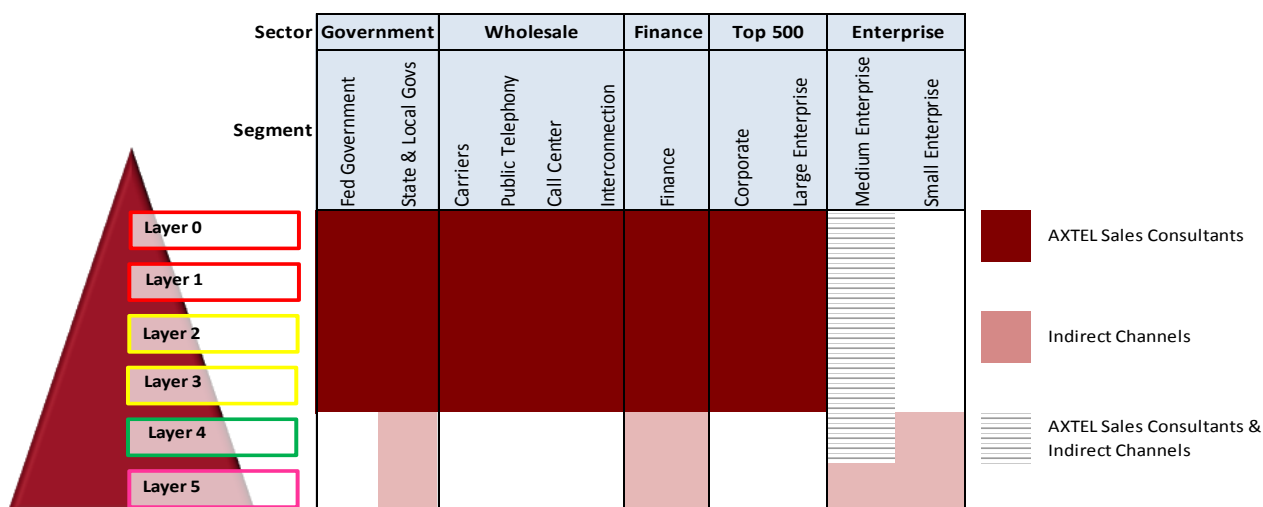 Sector Government Wholesale Finance Top 500 Enterprise
Segment
Fed Government
State & Local Govs
Carriers
Public Telephony
Call Center
Interconnection
Finance
Corporate
Large Enterprise
Medium Enterprise
Small Enterprise
Layer 0
Layer 1
Layer 2
Layer 3
Layer 4
Layer 5
AXTEL Sales Consultants
Indirect Channels
AXTEL Sales Consultants &
Indirect Channels